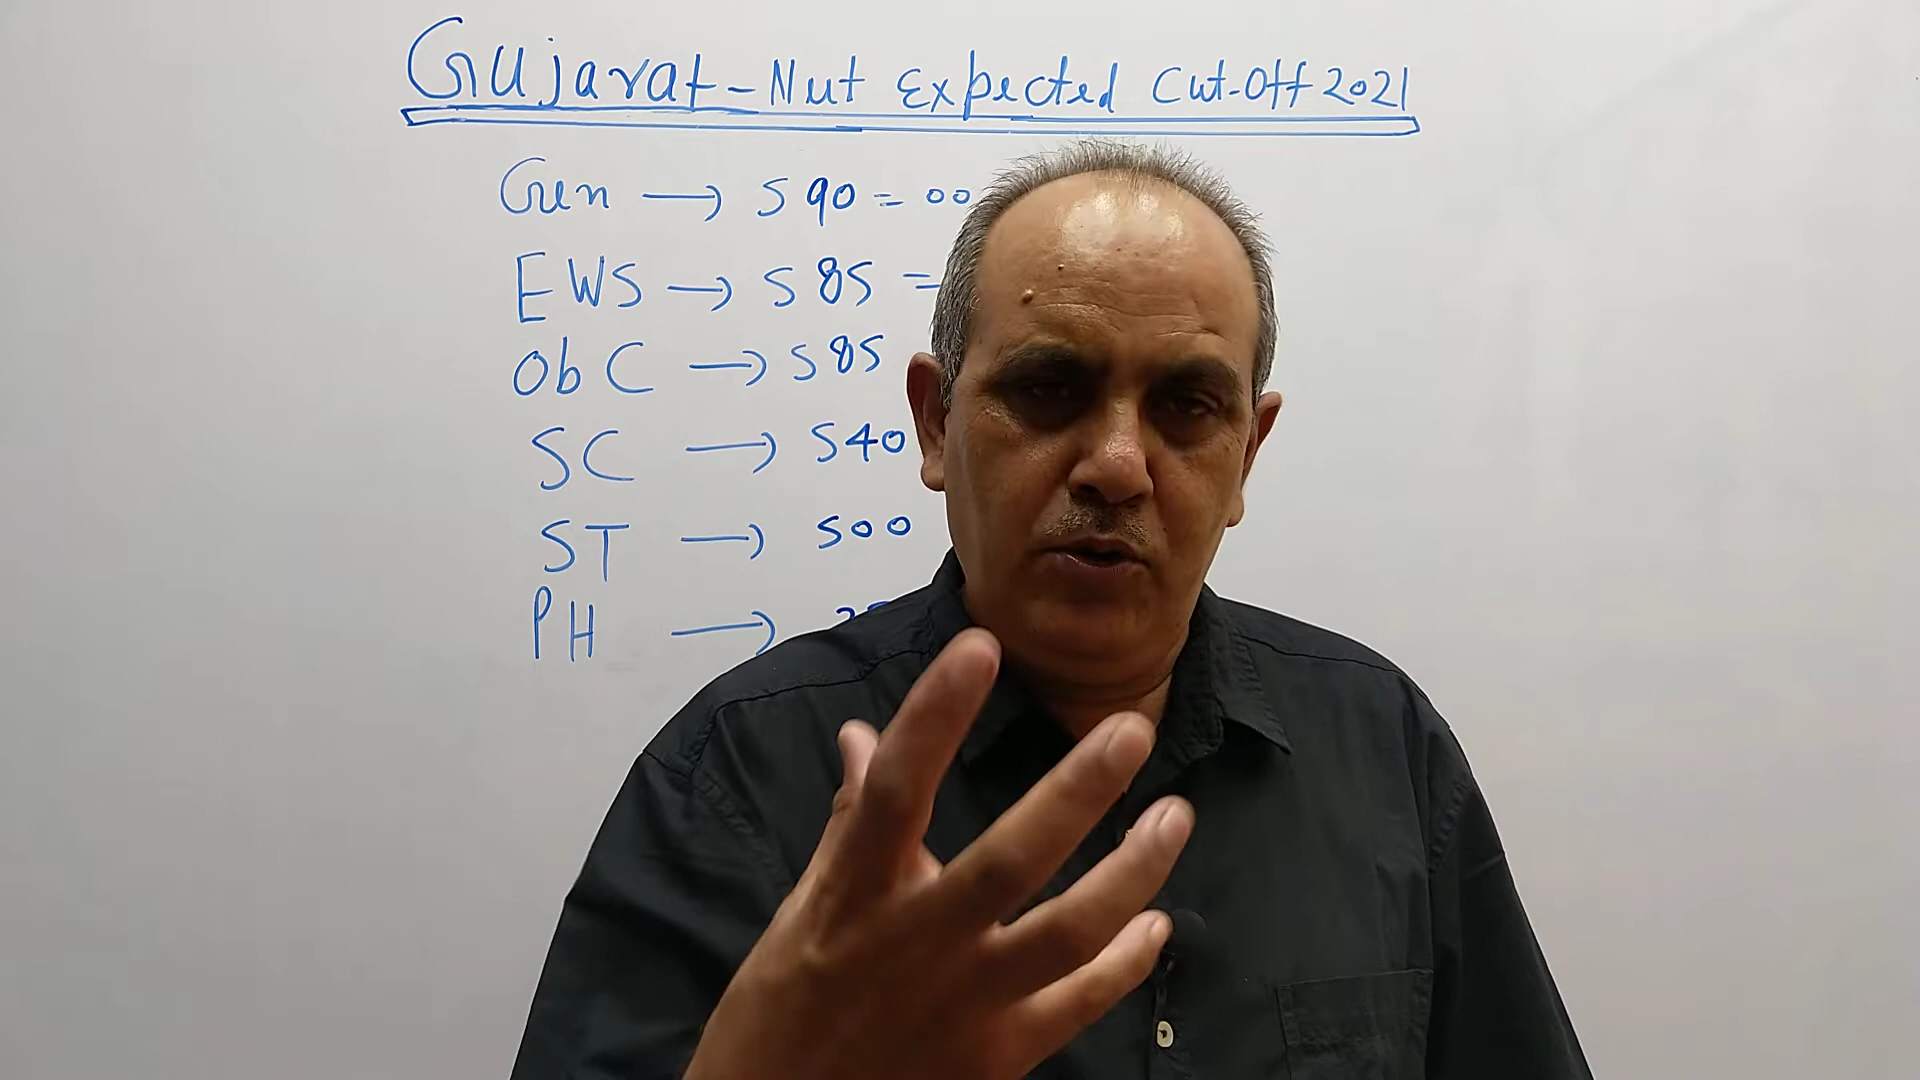 Gujarat - Nut Expected Cut-Off 2021
Gen → 590 = 00
EWS → 585 =
ObC → 585
SC → 540
ST → 500
PH →